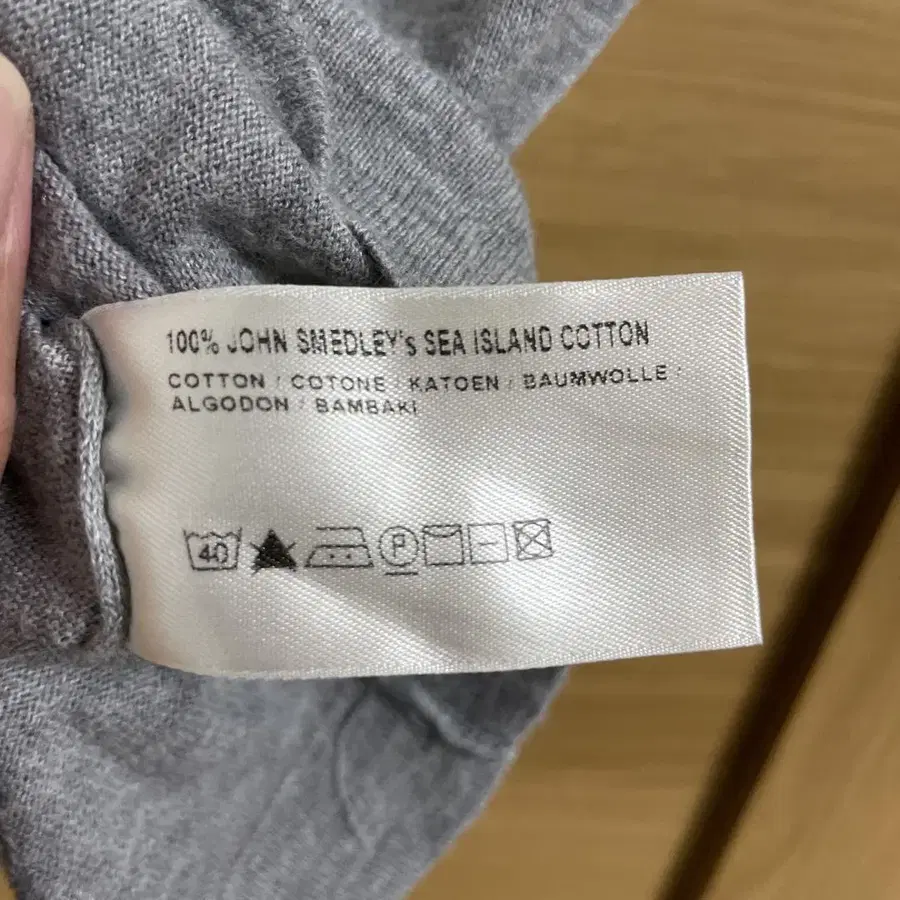 100% JOHN SMEDLEY's SEA ISLAND COTTON
COTTON / COTONE / KATOEN / BAUMWOLLE /
ALGODON / BAMBAKI
40 P